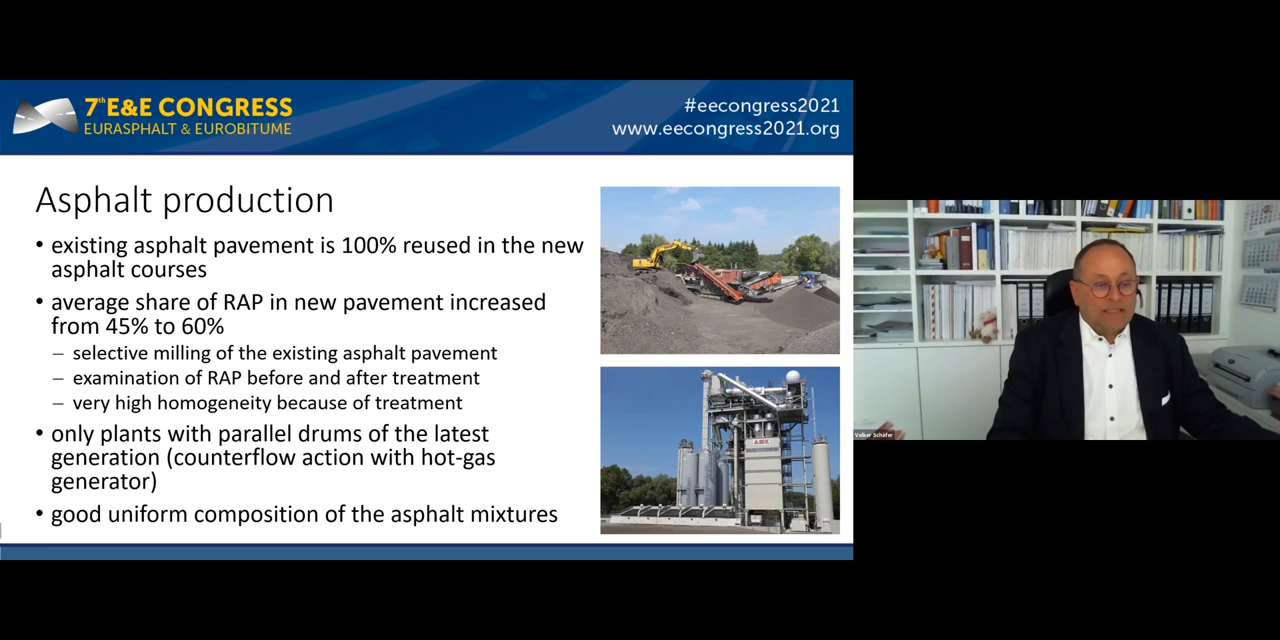 7th E&E CONGRESS
EURASPHALT & EUROBITUME
#eecongress2021
www.eecongress2021.org
Asphalt production
• existing asphalt pavement is 100% reused in the new
asphalt courses
• average share of RAP in new pavement increased
from 45% to 60%
– selective milling of the existing asphalt pavement
– examination of RAP before and after treatment
– very high homogeneity because of treatment
• only plants with parallel drums of the latest
generation (counterflow action with hot-gas
generator)
• good uniform composition of the asphalt mixtures
Volker Schäfer